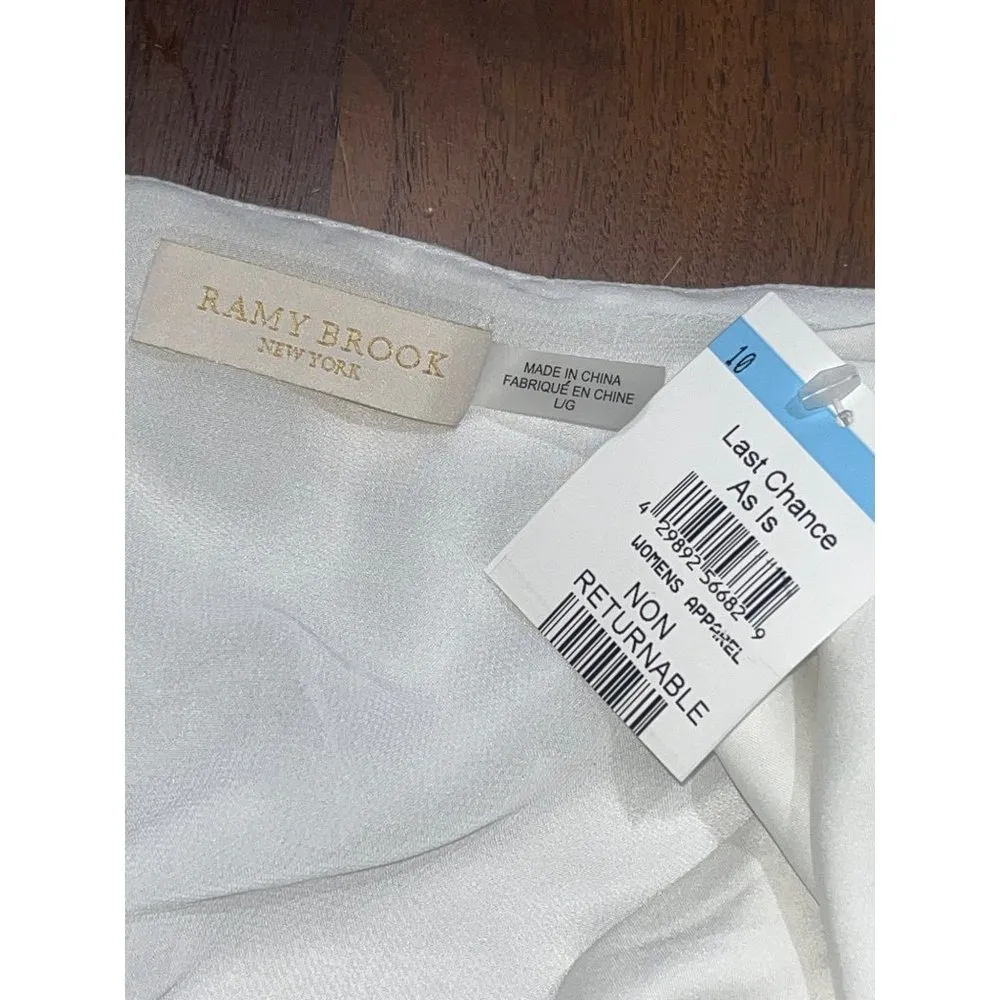 RAMY BROOK
NEW YORK
MADE IN CHINA
FABRIQUÉ EN CHINE
L/G
10
Last Chance
As Is
4 29892 56682 9
WOMENS APPAREL
NON
RETURNABLE